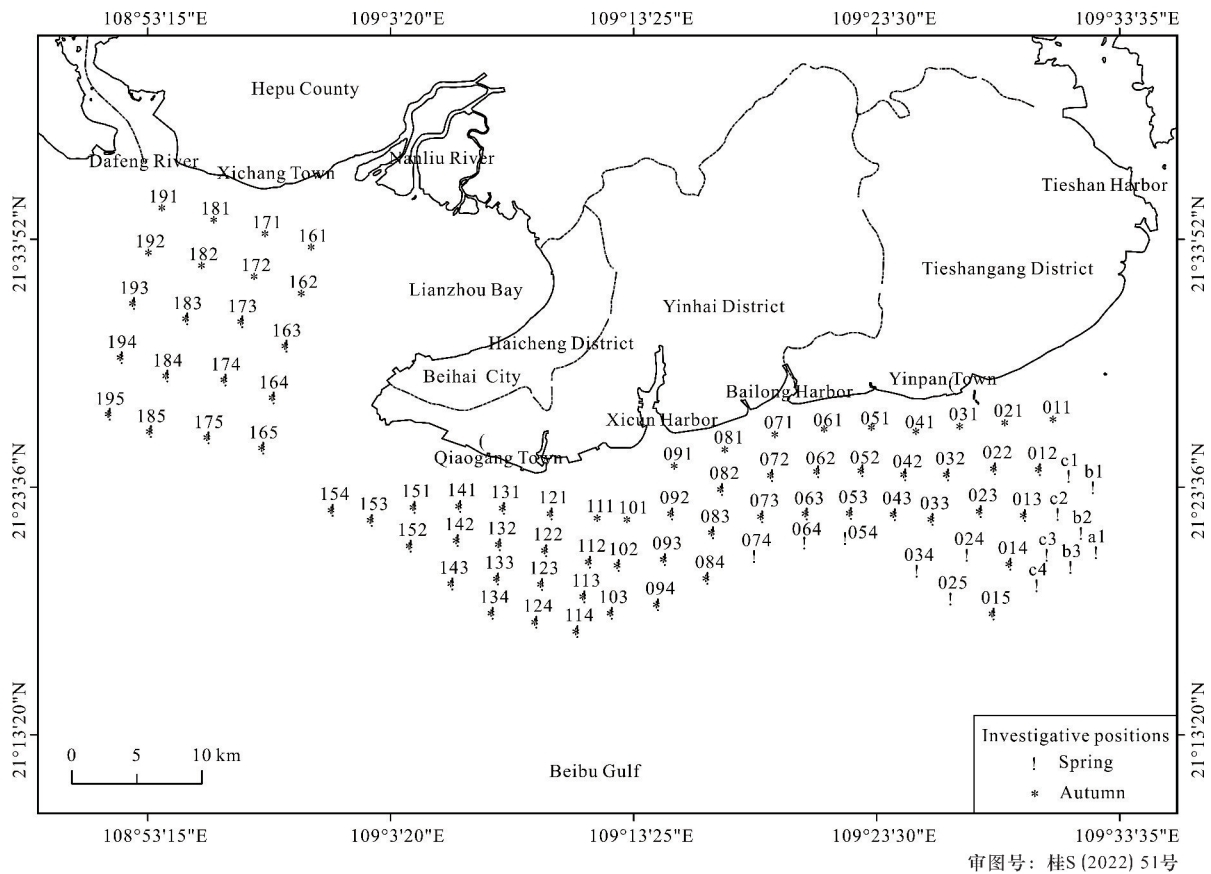 108°53'15"E 109°3'20"E 109°13'25"E 109°23'30"E 109°33'35"E
Hepu County
Dafeng River
Xichang Town
Nanliu River
Tieshan Harbor
21°33'52"N
21°33'52"N
191 181 171 161
192 182 172 162
Lianzhou Bay
Tieshangang District
Yinhai District
193 183 173 163
Haicheng District
194 184 174 164
Beihai City
Bailong Harbor
Yinpan Town
195 185 175 165
Xicun Harbor
071 061 051 041 031 021 011
091 081
Qiaogang Town
082 072 062 052 042 032 022 012 c1 b1
21°23'36"N
21°23'36"N
154 153 151 141 131 121 111 101 092 083 073 063 053 043 033 023 013 c2
152 142 132 122 112 102 093 084 074 064 054 034 024 014 c3 b2 b3 a1
143 133 123 113 103 094 025 015 c4
134 124 114
21°13'20"N
21°13'20"N
0 5 10 km
Beibu Gulf
Investigative positions
! Spring
* Autumn
108°53'15"E 109°3'20"E 109°13'25"E 109°23'30"E 109°33'35"E
审图号：桂S (2022) 51号